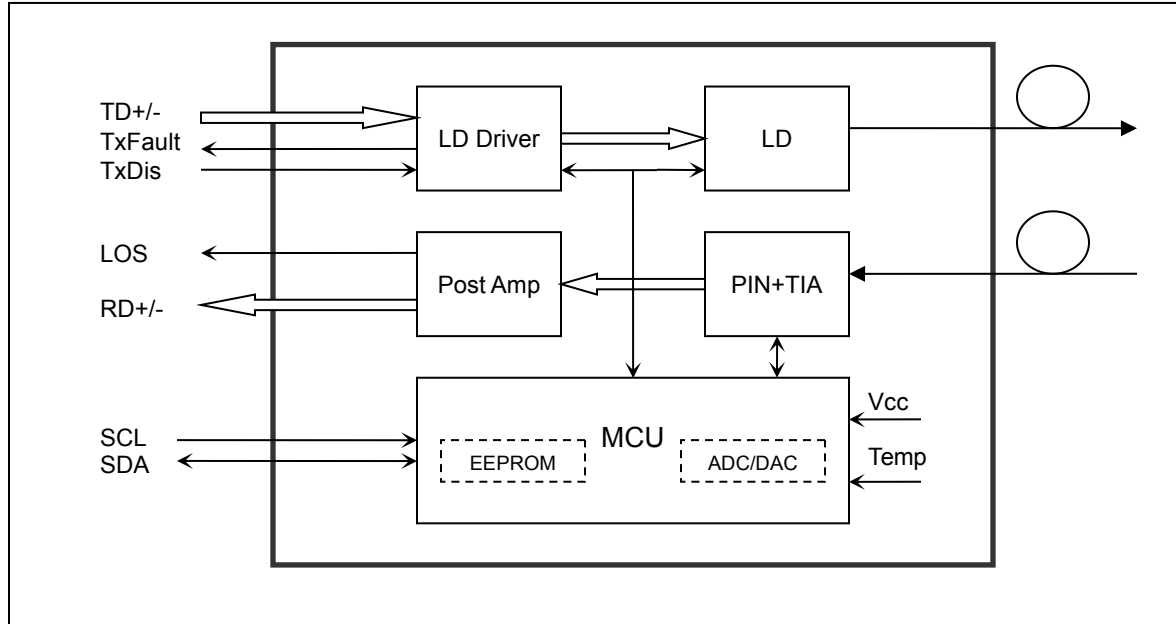 TD+/-
TxFault
TxDis
LD Driver
LD
LOS
RD+/-
Post Amp
PIN+TIA
SCL
SDA
MCU
EEPROM
ADC/DAC
Vcc
Temp